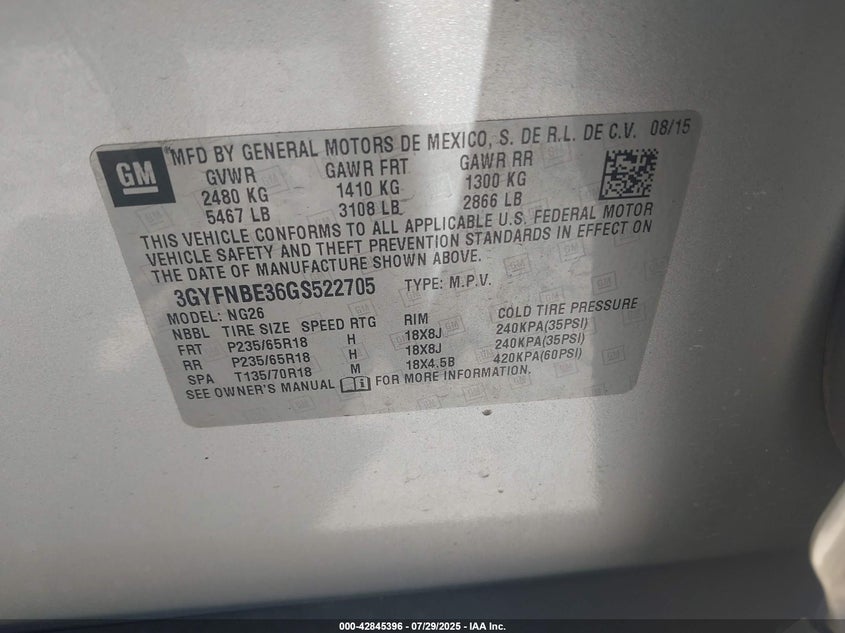 GM
MFD BY GENERAL MOTORS DE MEXICO, S. DE R.L. DE C.V. 08/15
GVWR GAWR FRT GAWR RR
2480 KG 1410 KG 1300 KG
5467 LB 3108 LB 2866 LB
THIS VEHICLE CONFORMS TO ALL APPLICABLE U.S. FEDERAL MOTOR
VEHICLE SAFETY AND THEFT PREVENTION STANDARDS IN EFFECT ON
THE DATE OF MANUFACTURE SHOWN ABOVE.
3GYFNBE36GS522705 TYPE: M.P.V.
MODEL: NG26
NBBL TIRE SIZE SPEED RTG RIM COLD TIRE PRESSURE
FRT P235/65R18 H 18X8J 240KPA(35PSI)
RR P235/65R18 H 18X8J 240KPA(35PSI)
SPA T135/70R18 M 18X4.5B 420KPA(60PSI)
SEE OWNER'S MANUAL FOR MORE INFORMATION.
000-42845396 - 07/29/2025 - IAA Inc.